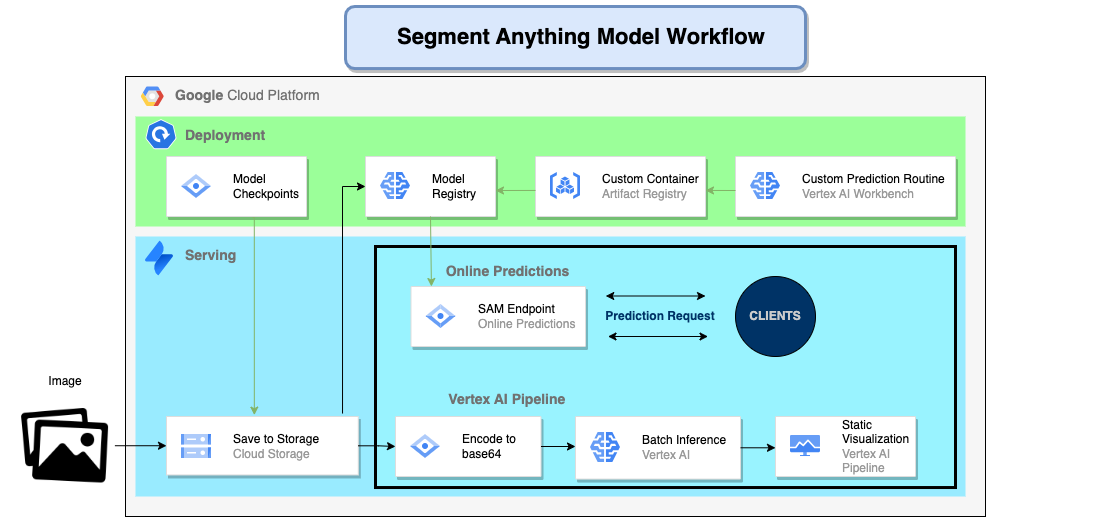 Segment Anything Model Workflow
Google Cloud Platform
Deployment
Model
Checkpoints
Model
Registry
Custom Container
Artifact Registry
Custom Prediction Routine
Vertex AI Workbench
Serving
Online Predictions
SAM Endpoint
Online Predictions
Prediction Request
CLIENTS
Image
Vertex AI Pipeline
Save to Storage
Cloud Storage
Encode to
base64
Batch Inference
Vertex AI
Static
Visualization
Vertex AI
Pipeline